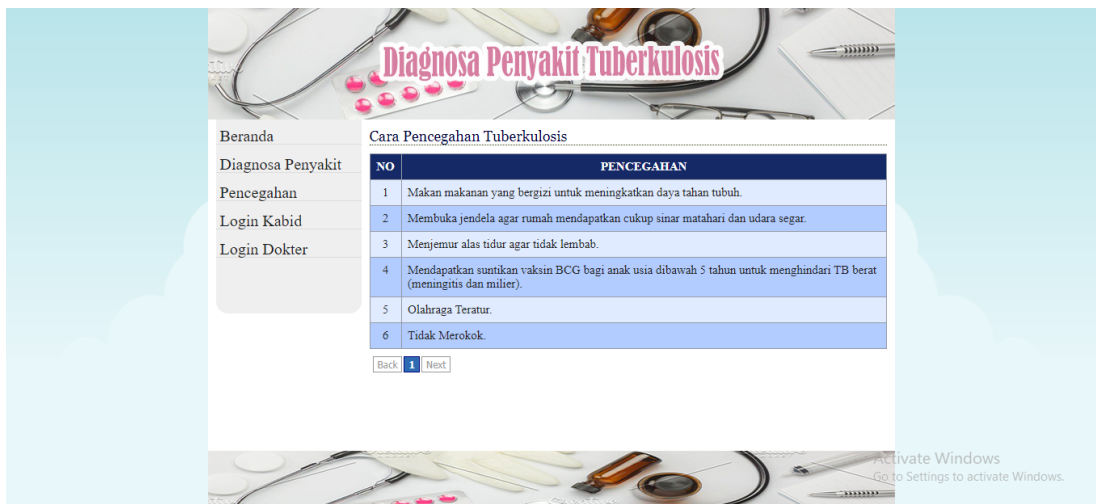 Diagnosa Penyakit Tuberkulosis
Beranda
Diagnosa Penyakit
Pencegahan
Login Kabid
Login Dokter
Cara Pencegahan Tuberkulosis
NO PENCEGAHAN
1 Makan makanan yang bergizi untuk meningkatkan daya tahan tubuh.
2 Membuka jendela agar rumah mendapatkan cukup sinar matahari dan udara segar.
3 Menjemur alas tidur agar tidak lembab.
4 Mendapatkan suntikan vaksin BCG bagi anak usia dibawah 5 tahun untuk menghindari TB berat
(meningitis dan milier).
5 Olahraga Teratur.
6 Tidak Merokok.
Back 1 Next
Activate Windows
Go to Settings to activate Windows.